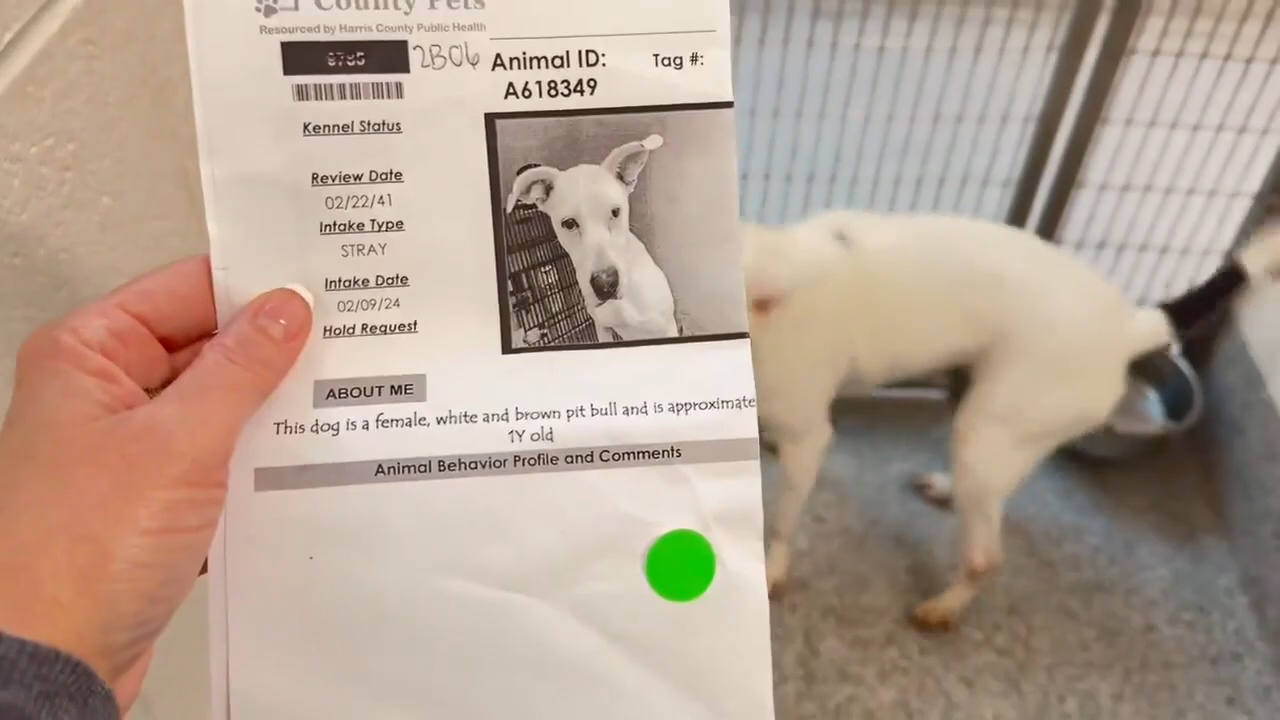 County Pets
Resourced by Harris County Public Health
2B06
Animal ID:
Tag #:
A618349
Kennel Status
Review Date
02/22/41
Intake Type
STRAY
Intake Date
02/09/24
Hold Request
ABOUT ME
This dog is a female, white and brown pit bull and is approximate
1Y old
Animal Behavior Profile and Comments